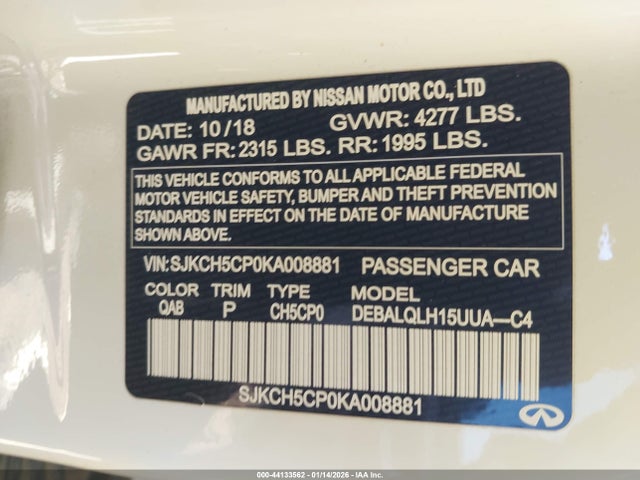 MANUFACTURED BY NISSAN MOTOR CO., LTD
DATE: 10/18 GVWR: 4277 LBS.
GAWR FR: 2315 LBS. RR: 1995 LBS.
THIS VEHICLE CONFORMS TO ALL APPLICABLE FEDERAL
MOTOR VEHICLE SAFETY, BUMPER AND THEFT PREVENTION
STANDARDS IN EFFECT ON THE DATE OF MANUFACTURE
SHOWN ABOVE.
VIN:SJKCH5CP0KA008881 PASSENGER CAR
COLOR TRIM TYPE MODEL
QAB P CH5CP0 DEBALQLH15UUA—C4
SJKCH5CP0KA008881
000-44133562 - 01/14/2026 - IAA Inc.